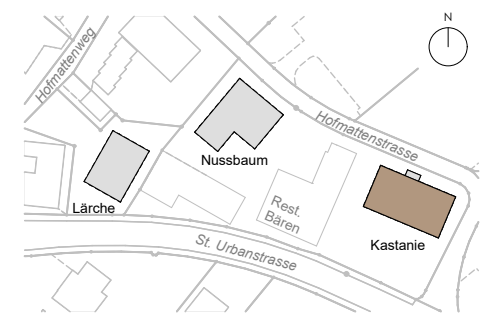 N
Hofmattenweg
Hofmattenstrasse
Nussbaum
Lärche
Rest.
Bären
Kastanie
St. Urbanstrasse